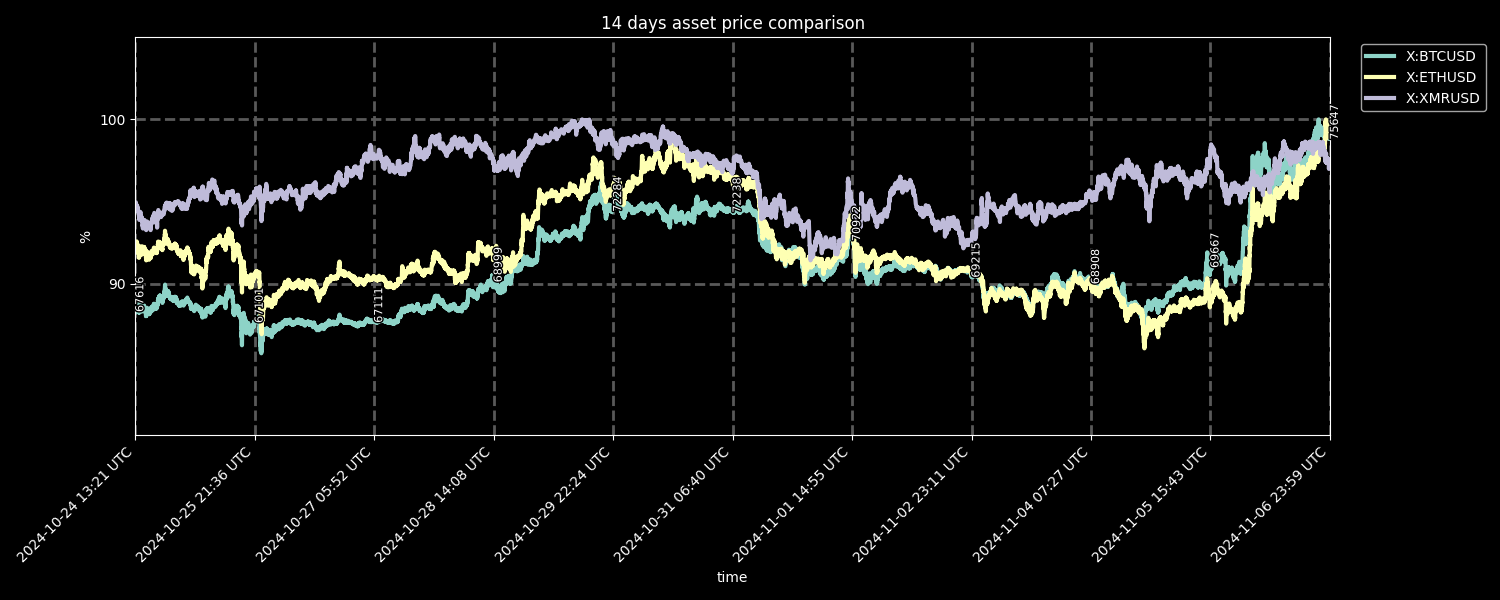 14 days asset price comparison
X:BTCUSD
X:ETHUSD
X:XMRUSD
100
90
%
67616
67101
67111
68999
72284
72238
70922
69215
68908
69667
75647
2024-10-24 13:21 UTC
2024-10-25 21:36 UTC
2024-10-27 05:52 UTC
2024-10-28 14:08 UTC
2024-10-29 22:24 UTC
2024-10-31 06:40 UTC
2024-11-01 14:55 UTC
2024-11-02 23:11 UTC
2024-11-04 07:27 UTC
2024-11-05 15:43 UTC
2024-11-06 23:59 UTC
time